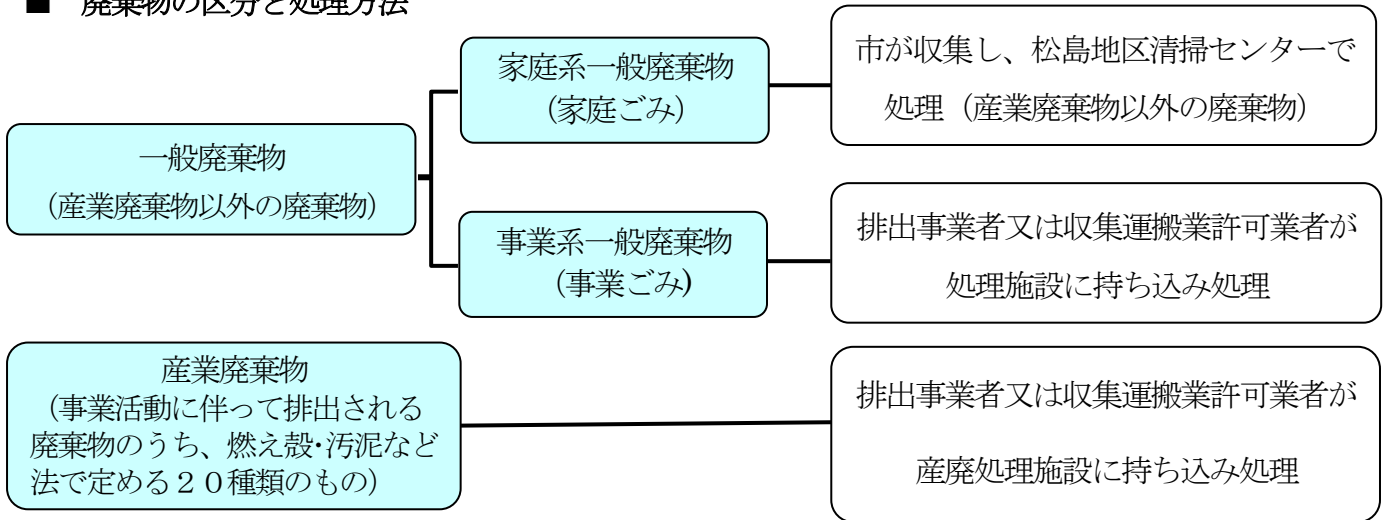 ■ 廃棄物の区分と処理方法
一般廃棄物
(産業廃棄物以外の廃棄物)
家庭系一般廃棄物
(家庭ごみ)
市が収集し、松島地区清掃センターで
処理(産業廃棄物以外の廃棄物)
事業系一般廃棄物
(事業ごみ)
排出事業者又は収集運搬業許可業者が
処理施設に持ち込み処理
産業廃棄物
(事業活動に伴って排出される
廃棄物のうち、燃え殻・汚泥など
法で定める20種類のもの)
排出事業者又は収集運搬業許可業者が
産廃処理施設に持ち込み処理